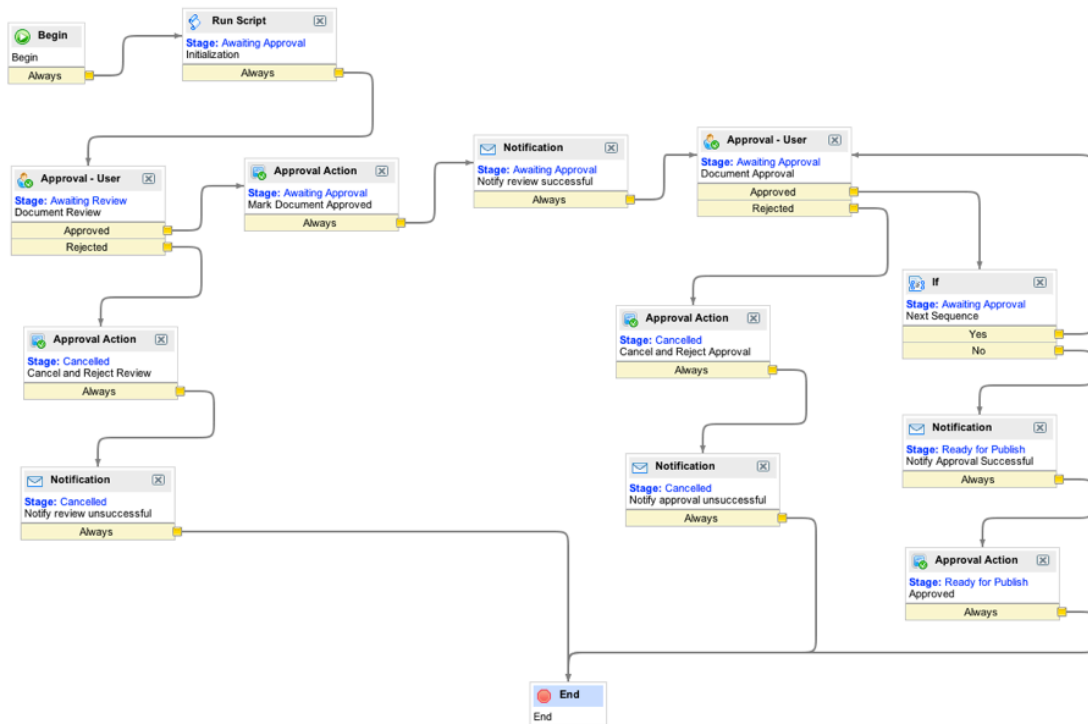 Begin
Begin
Always
Run Script
Stage: Awaiting Approval
Initialization
Always
Approval - User
Stage: Awaiting Review
Document Review
Approved
Rejected
Approval Action
Stage: Awaiting Approval
Mark Document Approved
Always
Notification
Stage: Awaiting Approval
Notify review successful
Always
Approval - User
Stage: Awaiting Approval
Document Approval
Approved
Rejected
If
Stage: Awaiting Approval
Next Sequence
Yes
No
Approval Action
Stage: Cancelled
Cancel and Reject Review
Always
Approval Action
Stage: Cancelled
Cancel and Reject Approval
Always
Notification
Stage: Ready for Publish
Notify Approval Successful
Always
Notification
Stage: Cancelled
Notify review unsuccessful
Always
Notification
Stage: Cancelled
Notify approval unsuccessful
Always
Approval Action
Stage: Ready for Publish
Approved
Always
End
End